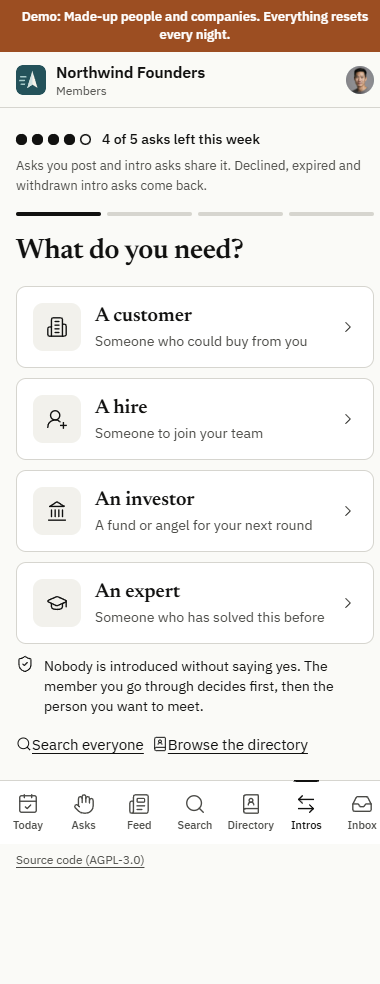 Demo: Made-up people and companies. Everything resets
every night.
Northwind Founders
Members
4 of 5 asks left this week
Asks you post and intro asks share it. Declined, expired and
withdrawn intro asks come back.
What do you need?
A customer
Someone who could buy from you
A hire
Someone to join your team
An investor
A fund or angel for your next round
An expert
Someone who has solved this before
Nobody is introduced without saying yes. The
member you go through decides first, then the
person you want to meet.
Search everyone Browse the directory
Today Asks Feed Search Directory Intros Inbox
Source code (AGPL-3.0)